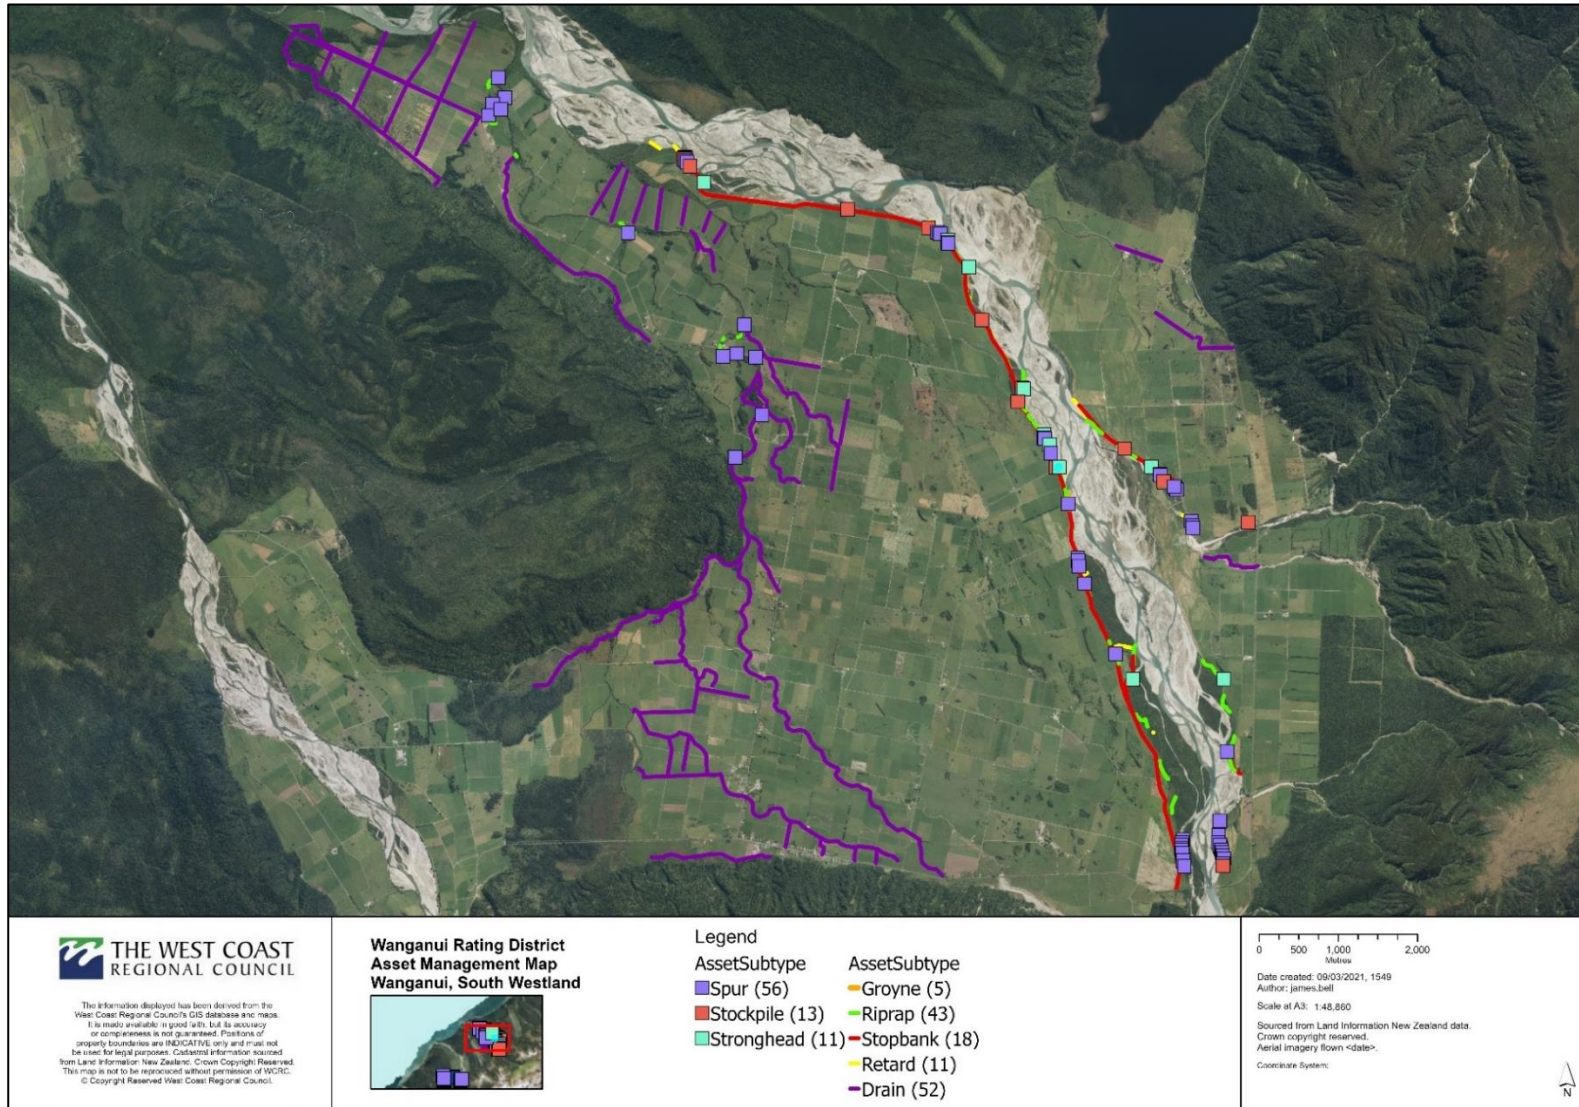 THE WEST COAST
REGIONAL COUNCIL
The information displayed has been derived from the
West Coast Regional Council's GIS database and maps.
It is made available in good faith, but its accuracy
or completeness is not guaranteed. Positions of
property boundaries are INDICATIVE only and must not
be used for legal purposes. Cadastral information sourced
from Land Information New Zealand. Crown Copyright Reserved.
This map is not to be reproduced without permission of WCRC.
© Copyright Reserved West Coast Regional Council.
Wanganui Rating District
Asset Management Map
Wanganui, South Westland
Legend
AssetSubtype
Spur (56)
Stockpile (13)
Stronghead (11)
AssetSubtype
Groyne (5)
Riprap (43)
Stopbank (18)
Retard (11)
Drain (52)
0 500 1,000 2,000
Metres
Date created: 09/03/2021, 1549
Author: james.bell
Scale at A3: 1:48,860
Sourced from Land Information New Zealand data.
Crown copyright reserved.
Aerial imagery flown <date>.
Coordinate System:
N